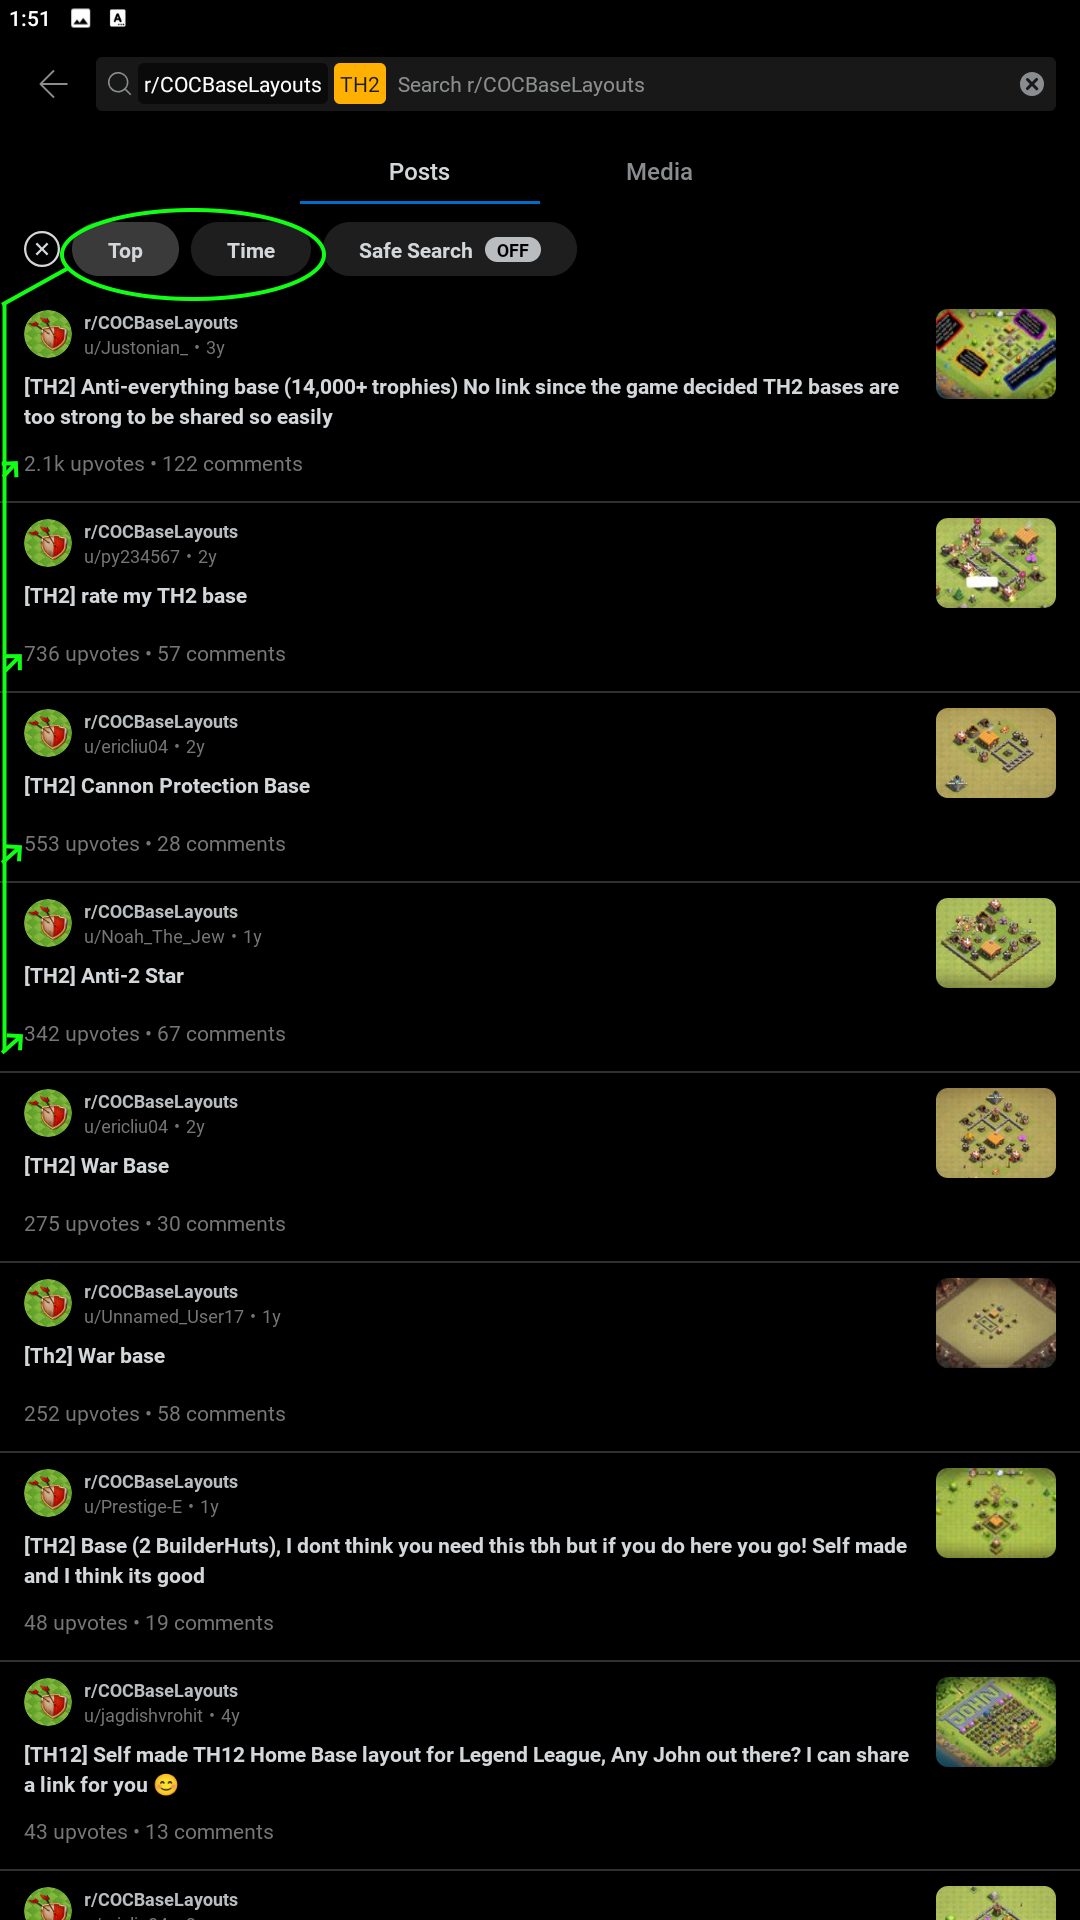 1:51
A
r/COCBaseLayouts TH2 Search r/COCBaseLayouts
Posts Media
Top Time Safe Search OFF
r/COCBaseLayouts
u/Justonian_ • 3y
[TH2] Anti-everything base (14,000+ trophies) No link since the game decided TH2 bases are
too strong to be shared so easily
2.1k upvotes • 122 comments
r/COCBaseLayouts
u/py234567 • 2y
[TH2] rate my TH2 base
736 upvotes • 57 comments
r/COCBaseLayouts
u/ericliu04 • 2y
[TH2] Cannon Protection Base
553 upvotes • 28 comments
r/COCBaseLayouts
u/Noah_The_Jew • 1y
[TH2] Anti-2 Star
342 upvotes • 67 comments
r/COCBaseLayouts
u/ericliu04 • 2y
[TH2] War Base
275 upvotes • 30 comments
r/COCBaseLayouts
u/Unnamed_User17 • 1y
[Th2] War base
252 upvotes • 58 comments
r/COCBaseLayouts
u/Prestige-E • 1y
[TH2] Base (2 BuilderHuts), I dont think you need this tbh but if you do here you go! Self made
and I think its good
48 upvotes • 19 comments
r/COCBaseLayouts
u/jagdishvrohit • 4y
JOHN
[TH12] Self made TH12 Home Base layout for Legend League, Any John out there? I can share
a link for you 😊
43 upvotes • 13 comments
r/COCBaseLayouts